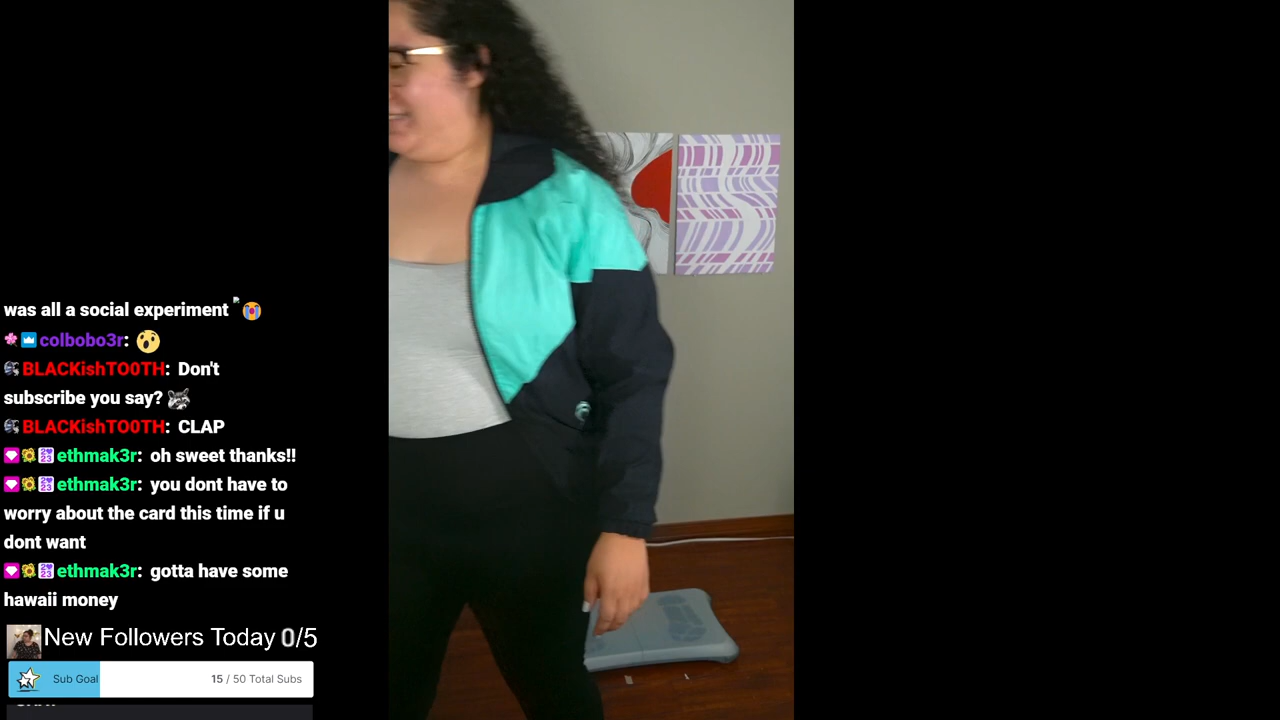 was all a social experiment
colbobo3r:
BLACKishTO0TH: Don't
subscribe you say?
BLACKishTO0TH: CLAP
ethmak3r: oh sweet thanks!!
ethmak3r: you dont have to
worry about the card this time if u
dont want
ethmak3r: gotta have some
hawaii money
New Followers Today 0/5
Sub Goal 15 / 50 Total Subs